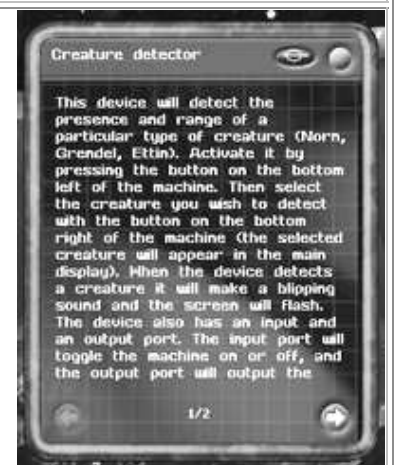 Creature detector
This device will detect the
presence and range of a
particular type of creature (Norn,
Grendel, Ettin). Activate it by
pressing the button on the bottom
left of the machine. Then select
the creature you wish to detect
with the button on the bottom
right of the machine (the selected
creature will appear in the main
display). When the device detects
a creature it will make a blipping
sound and the screen will flash.
The device also has an input and
an output port. The input port will
toggle the machine on or off, and
the output port will output the
1/2